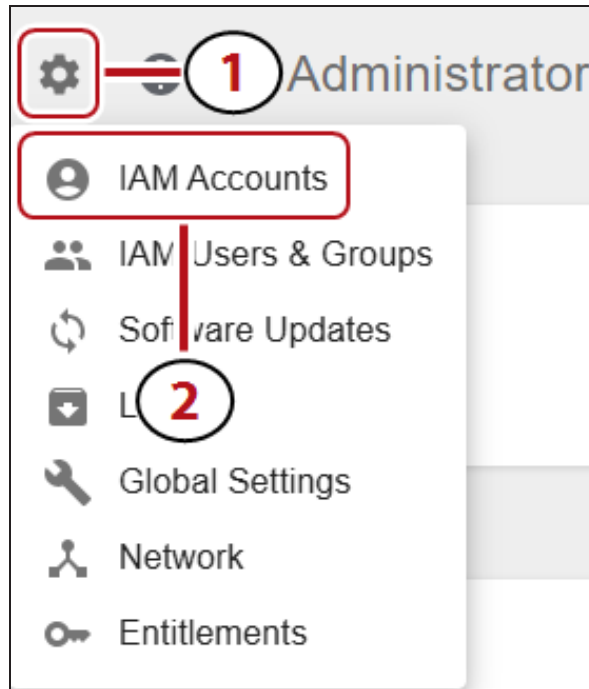 1 Administrator
IAM Accounts
IAM Users & Groups
Software Updates
2
Global Settings
Network
Entitlements